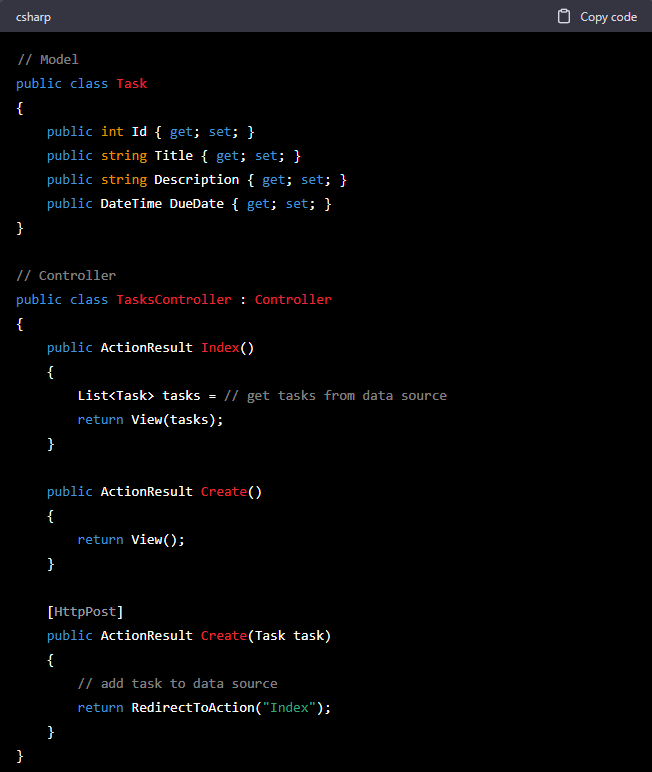 csharp
Copy code
// Model
public class Task
{
    public int Id { get; set; }
    public string Title { get; set; }
    public string Description { get; set; }
    public DateTime DueDate { get; set; }
}

// Controller
public class TasksController : Controller
{
    public ActionResult Index()
    {
        List<Task> tasks = // get tasks from data source
        return View(tasks);
    }

    public ActionResult Create()
    {
        return View();
    }

    [HttpPost]
    public ActionResult Create(Task task)
    {
        // add task to data source
        return RedirectToAction("Index");
    }
}